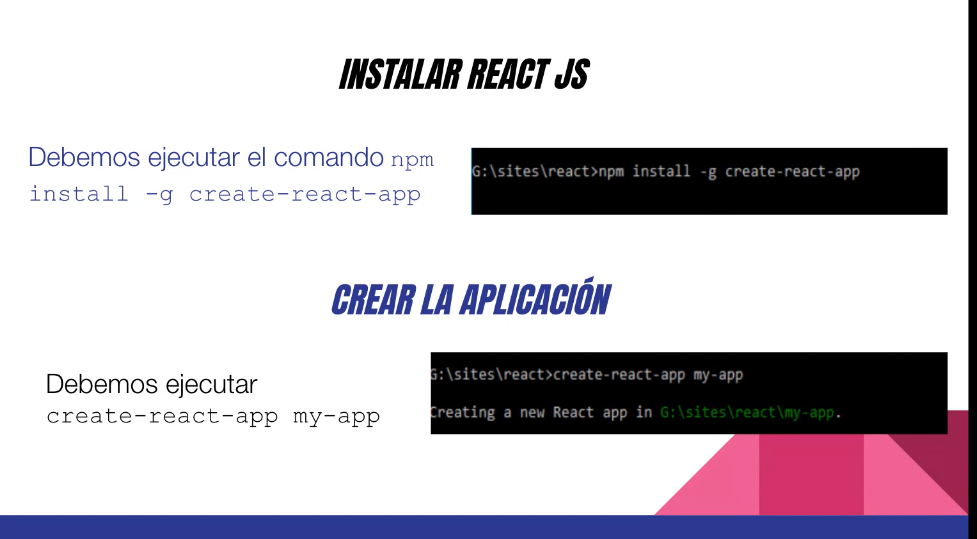 INSTALAR REACT JS
Debemos ejecutar el comando npm
install -g create-react-app
G:\sites\react>npm install -g create-react-app
CREAR LA APLICACIÓN
Debemos ejecutar
create-react-app my-app
G:\sites\react>create-react-app my-app
Creating a new React app in G:\sites\react\my-app.